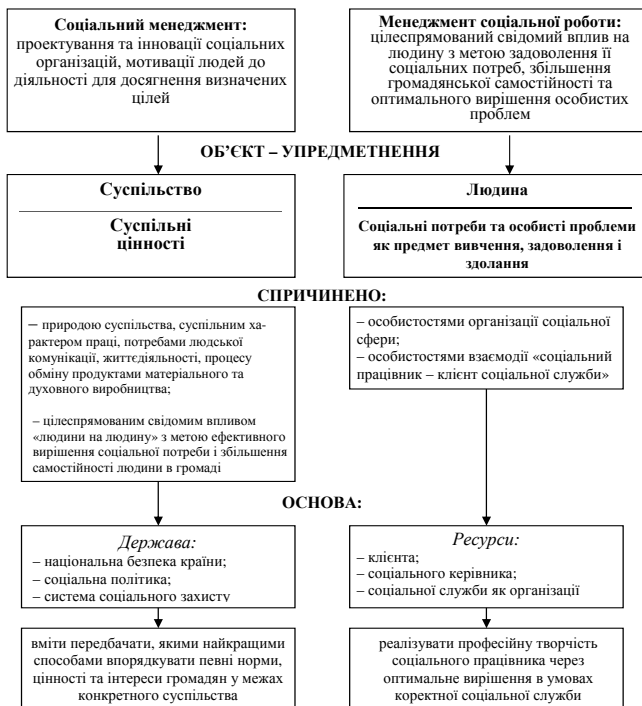 Соціальний менеджмент:
проектування та інновації соціальних
організацій, мотивації людей до
діяльності для досягнення визначених
цілей
Менеджмент соціальної роботи:
цілеспрямований свідомий вплив на
людину з метою задоволення її
соціальних потреб, збільшення
громадянської самостійності та
оптимального вирішення особистих
проблем
ОБ’ЄКТ – УПРЕДМЕТНЕННЯ
Суспільство
Суспільні
цінності
Людина
Соціальні потреби та особисті проблеми
як предмет вивчення, задоволення і
здолання
СПРИЧИНЕНО:
– природою суспільства, суспільним ха-
рактером праці, потребами людської
комунікації, життєдіяльності, процесу
обміну продуктами матеріального та
духовного виробництва;
– цілеспрямованим свідомим впливом
«людини на людину» з метою ефективного
вирішення соціальної потреби і збільшення
самостійності людини в громаді
– особистостями організації соціальної
сфери;
– особистостями взаємодії «соціальний
працівник – клієнт соціальної служби»
ОСНОВА:
Держава:
– національна безпека країни;
– соціальна політика;
– система соціального захисту
Ресурси:
– клієнта;
– соціального керівника;
– соціальної служби як організації
вміти передбачати, якими найкращими
способами впорядкувати певні норми,
цінності та інтереси громадян у межах
конкретного суспільства
реалізувати професійну творчість
соціального працівника через
оптимальне вирішення в умовах
коректної соціальної служби